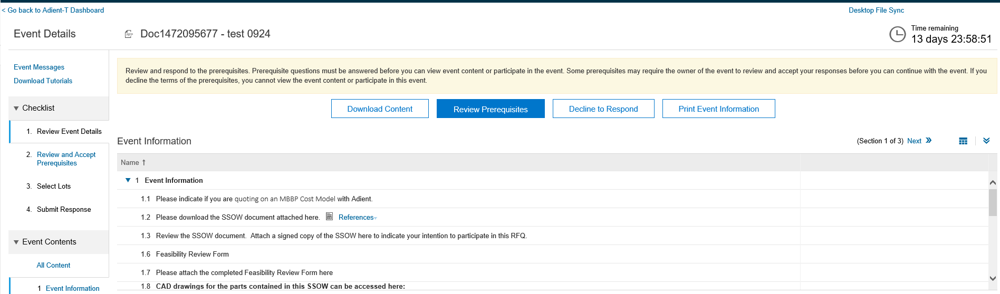 < Go back to Adient-T Dashboard
Desktop File Sync
Event Details
RFP
Doc1472095677 - test 0924
Time remaining
13 days 23:58:51
Event Messages
Download Tutorials
Review and respond to the prerequisites. Prerequisite questions must be answered before you can view event content or participate in the event. Some prerequisites may require the owner of the event to review and accept your responses before you can continue with the event. If you
decline the terms of the prerequisites, you cannot view the event content or participate in this event.
▼ Checklist
1. Review Event Details
2. Review and Accept
Prerequisites
3. Select Lots
4. Submit Response
▼ Event Contents
All Content
1 Event Information
Download Content
Review Prerequisites
Decline to Respond
Print Event Information
Event Information
(Section 1 of 3) Next »
Name ↑
▼ 1 Event Information
1.1 Please indicate if you are quoting on an MBBP Cost Model with Adient.
1.2 Please download the SSOW document attached here. References
1.3 Review the SSOW document. Attach a signed copy of the SSOW here to indicate your intention to participate in this RFQ.
1.6 Feasibility Review Form
1.7 Please attach the completed Feasibility Review Form here
1.8 CAD drawings for the parts contained in this SSOW can be accessed here: